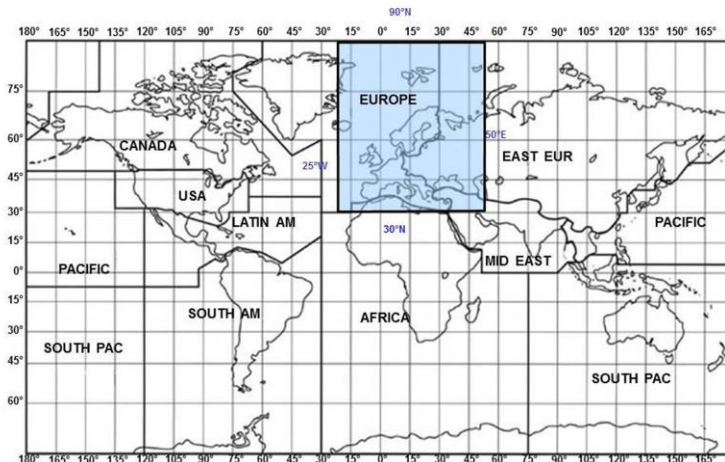 90°N
180° 165° 150° 135° 120° 105° 90° 75° 60° 45° 30° 15° 0° 15° 30° 45° 60° 75° 90° 105° 120° 135° 150° 165° 180°
75°
EUROPE
60°
CANADA
50°E
EAST EUR
25°W
45°
USA
30°
LATIN AM
30°N
PACIFIC
15°
MID EAST
PACIFIC
0°
15°
SOUTH AM
AFRICA
30°
SOUTH PAC
SOUTH PAC
45°
60°
180° 165° 150° 135° 120° 105° 90° 75° 60° 45° 30° 15° 0° 15° 30° 45° 60° 75° 90° 105° 120° 135° 150° 165°